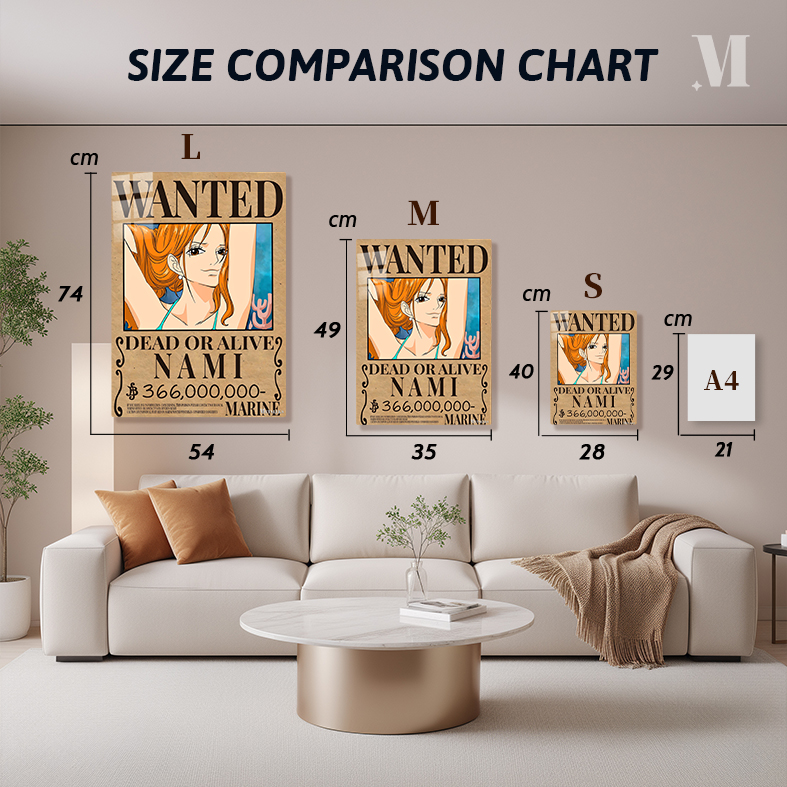 SIZE COMPARISON CHART
M
cm
L
WANTED
DEAD OR ALIVE
NAMI
฿ 366,000,000-
MARINE
74
54
cm
M
WANTED
DEAD OR ALIVE
NAMI
฿ 366,000,000-
MARINE
49
35
cm
S
WANTED
DEAD OR ALIVE
NAMI
฿ 366,000,000-
MARINE
40
28
cm
A4
29
21